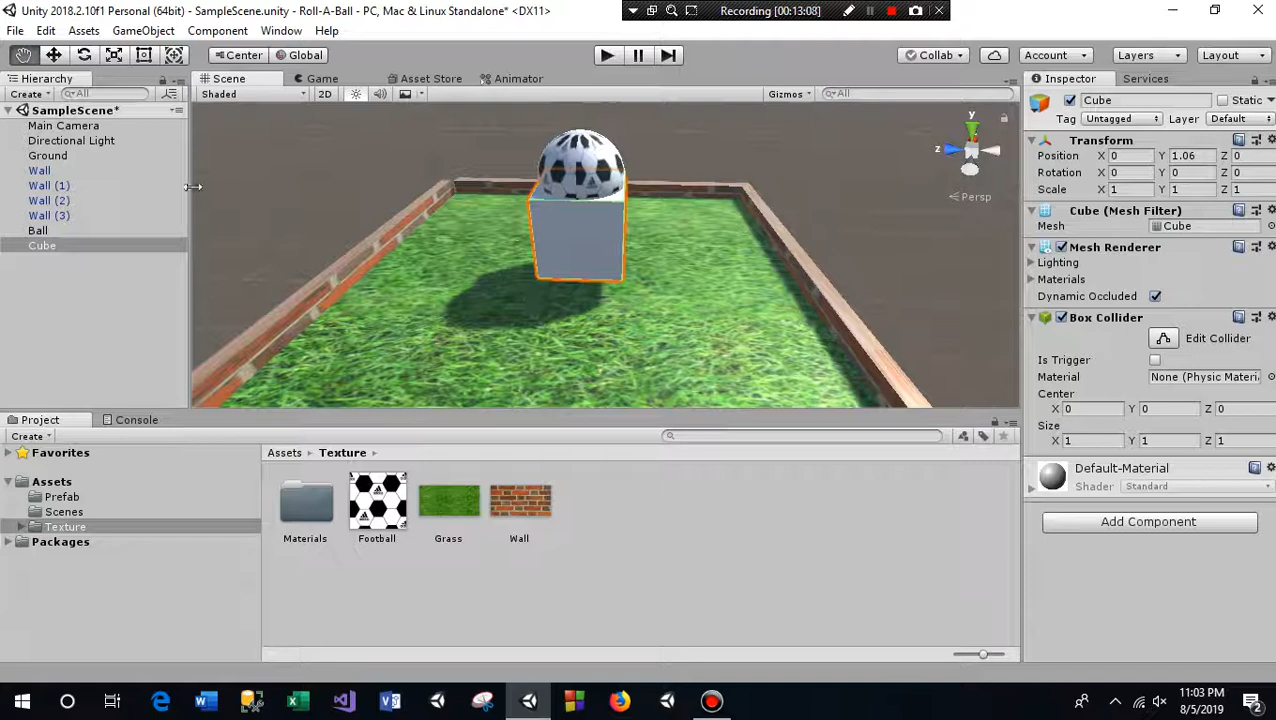 Unity 2018.2.10f1 Personal (64bit) - SampleScene.unity - Roll-A-Ball - PC, Mac & Linux Standalone* <DX11>
Recording [00:13:08]
File Edit Assets GameObject Component Window Help
Center Global Collab Account Layers Layout
Hierarchy Scene Game Asset Store Animator Inspector Services
Create All Shaded 2D Gizmos All Cube Static
SampleScene* Tag Untagged Layer Default
Main Camera
Directional Light
Ground
Wall
Wall (1)
Wall (2)
Wall (3)
Ball
Cube
y
z
Persp
Transform
Position X 0 Y 1.06 Z 0
Rotation X 0 Y 0 Z 0
Scale X 1 Y 1 Z 1
Cube (Mesh Filter)
Mesh Cube
Mesh Renderer
Lighting
Materials
Dynamic Occluded
Box Collider
Edit Collider
Is Trigger
Material None (Physic Materi
Center
X 0 Y 0 Z 0
Size
X 1 Y 1 Z 1
Default-Material
Shader Standard
Add Component
Project Console
Create
Favorites
Assets
Prefab
Scenes
Texture
Packages
Assets Texture
Materials Football Grass Wall
11:03 PM
8/5/2019
2